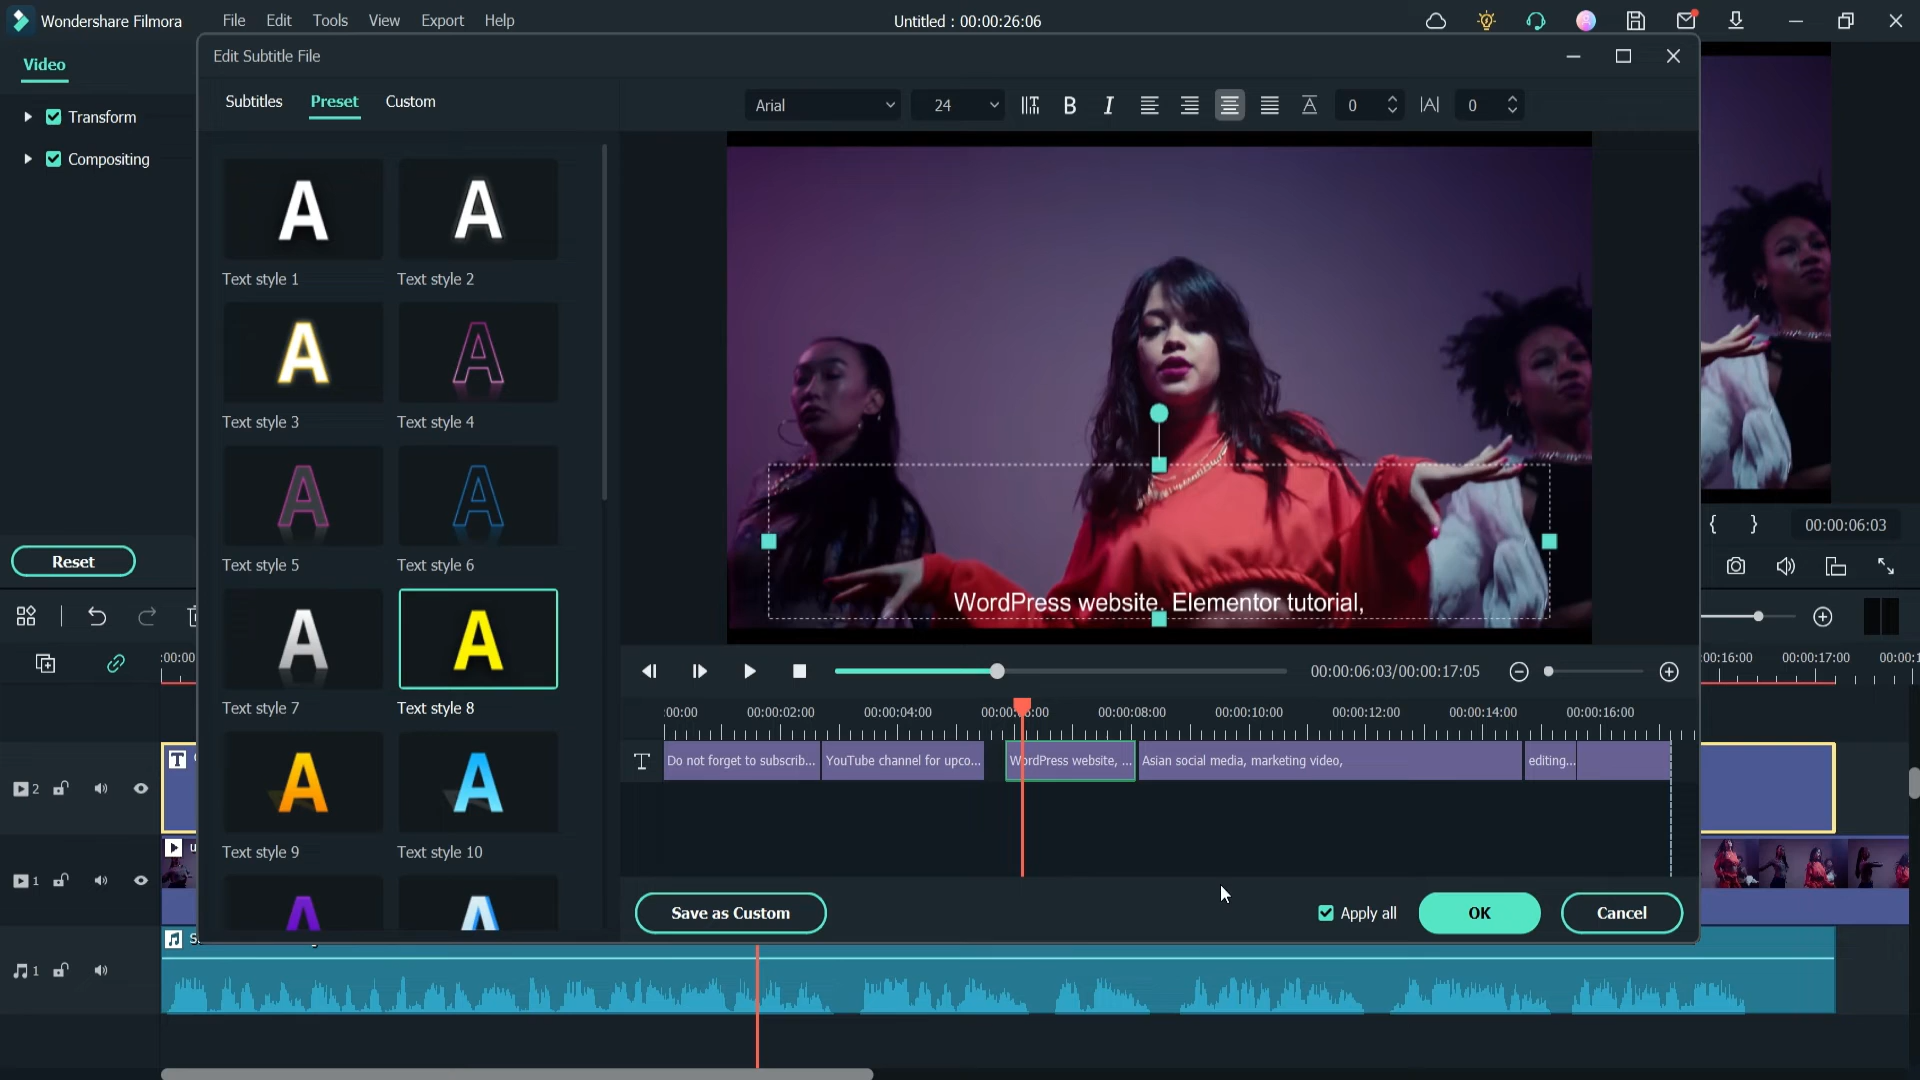 Wondershare Filmora
File Edit Tools View Export Help
Untitled : 00:00:26:06
Video
Edit Subtitle File
Transform
Compositing
Reset
Subtitles Preset Custom
Arial 24 0 0
Text style 1 Text style 2
Text style 3 Text style 4
Text style 5 Text style 6
Text style 7 Text style 8
Text style 9 Text style 10
WordPress website, Elementor tutorial,
{ } 00:00:06:03
00:00:06:03/00:00:17:05
:00:00 00:00:02:00 00:00:04:00 00:00:08:00 00:00:10:00 00:00:12:00 00:00:14:00 00:00:16:00
Do not forget to subscrib... YouTube channel for upco... WordPress website, ... Asian social media, marketing video, editing...
Save as Custom Apply all OK Cancel
:00:00 00:16:00 00:00:17:00 00:00:1
2
1
1